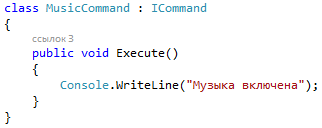 class MusicCommand : ICommand
{
ссылок 3
public void Execute()
{
Console.WriteLine("Музыка включена");
}
}